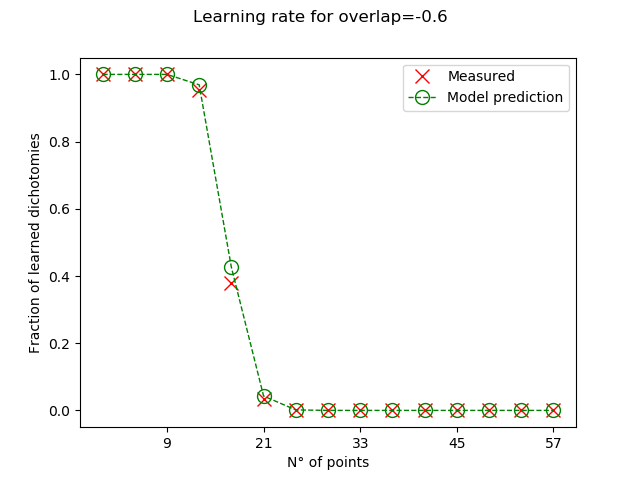 Learning rate for overlap=-0.6
Measured
Model prediction
Fraction of learned dichotomies
1.0
0.8
0.6
0.4
0.2
0.0
9 21 33 45 57
N° of points